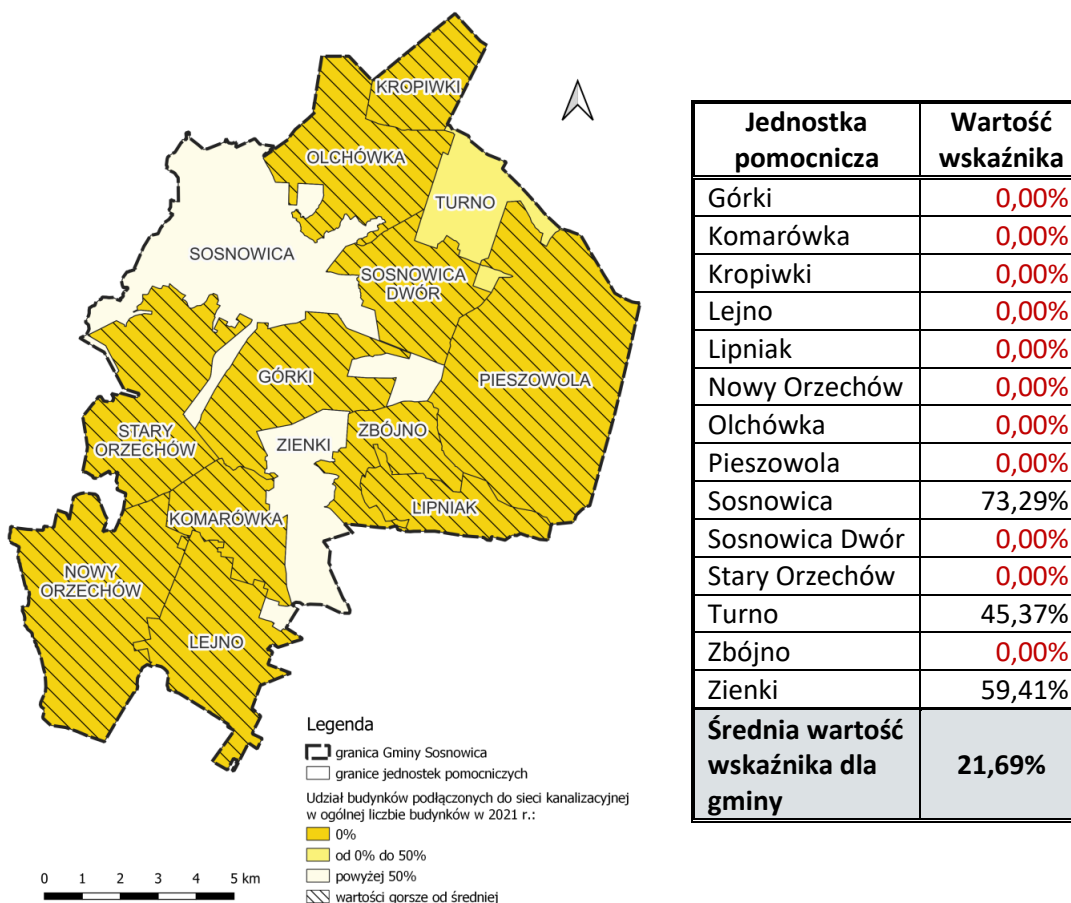 KROPIWKI
OLCHÓWKA
TURNO
SOSNOWICA
SOSNOWICA
DWÓR
GÓRKI
PIESZOWOLA
STARY
ORZECHÓW
ZIENKI
ZBÓJNO
LIPNIAK
KOMARÓWKA
NOWY
ORZECHÓW
LEJNO
Legenda
granica Gminy Sosnowica
granice jednostek pomocniczych
Udział budynków podłączonych do sieci kanalizacyjnej
w ogólnej liczbie budynków w 2021 r.:
0%
od 0% do 50%
powyżej 50%
wartości gorsze od średniej
0 1 2 3 4 5 km
Jednostka pomocnicza Wartość wskaźnika
Górki 0,00%
Komarówka 0,00%
Kropiwki 0,00%
Lejno 0,00%
Lipniak 0,00%
Nowy Orzechów 0,00%
Olchówka 0,00%
Pieszowola 0,00%
Sosnowica 73,29%
Sosnowica Dwór 0,00%
Stary Orzechów 0,00%
Turno 45,37%
Zbójno 0,00%
Zienki 59,41%
Średnia wartość
wskaźnika dla 21,69%
gminy